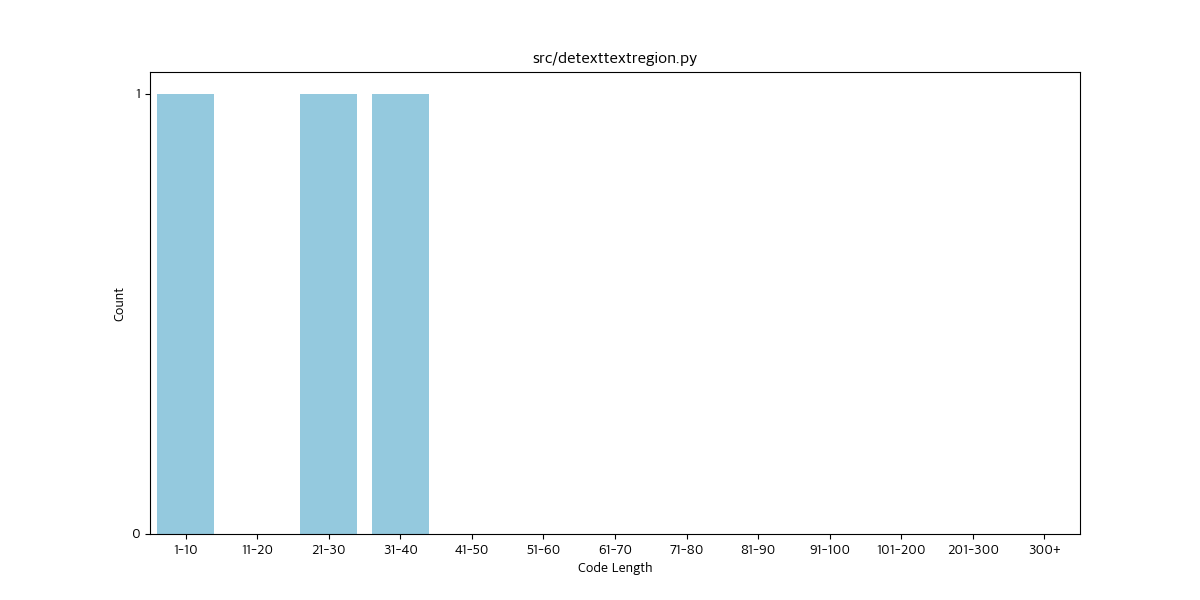 src/detexttextregion.py
Count
1
0
1-10 11-20 21-30 31-40 41-50 51-60 61-70 71-80 81-90 91-100 101-200 201-300 300+
Code Length